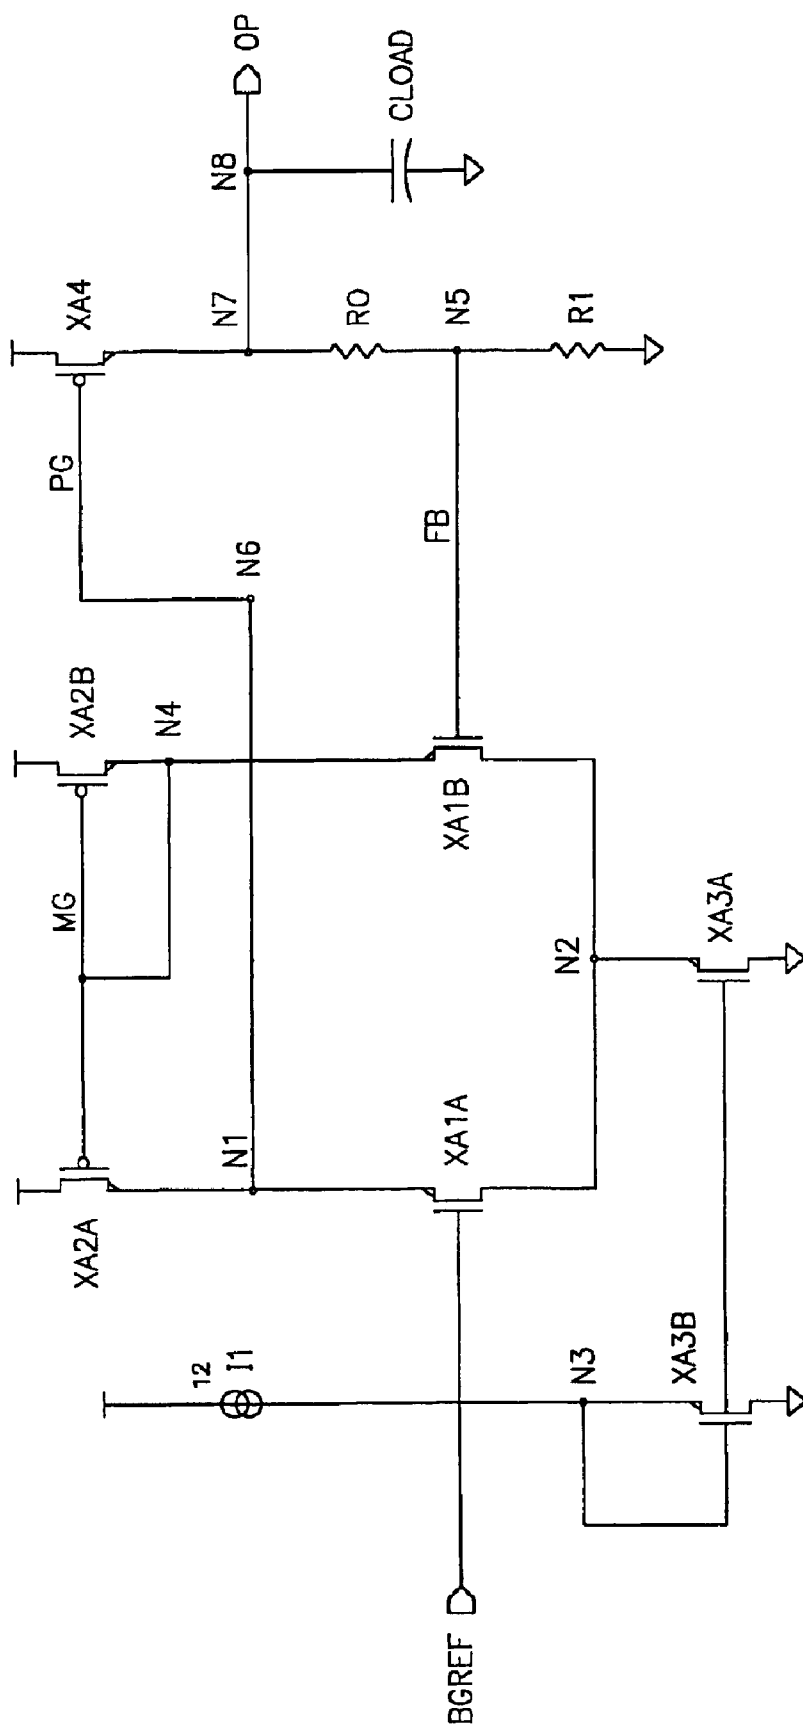 PG
XA4
MG
XA2B
XA2A
N4
12
I1
N1
N6
N7
N8
OP
R0
CLOAD
FB
N5
XA1A
XA1B
BGREF
R1
N3
N2
XA3B
XA3A